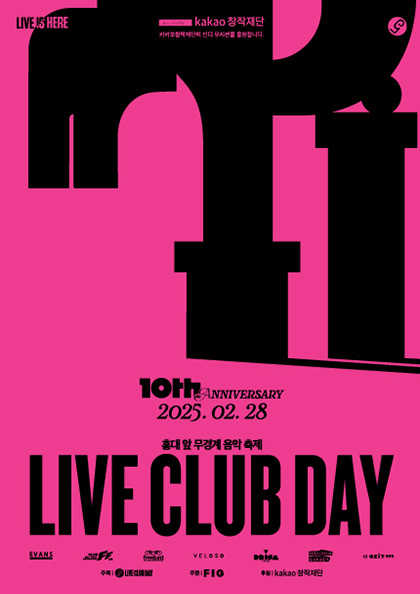 LIVE IS HERE
kakao 창작재단
카카오창작재단이 인디 뮤지션을 응원합니다.
10th ANNIVERSARY
2025. 02. 28
홍대 앞 무경계 음악 축제
LIVE CLUB DAY
EVANS
FF
VELOSO
주최 LIVE CLUB DAY
주관 FIG
후원 kakao 창작재단